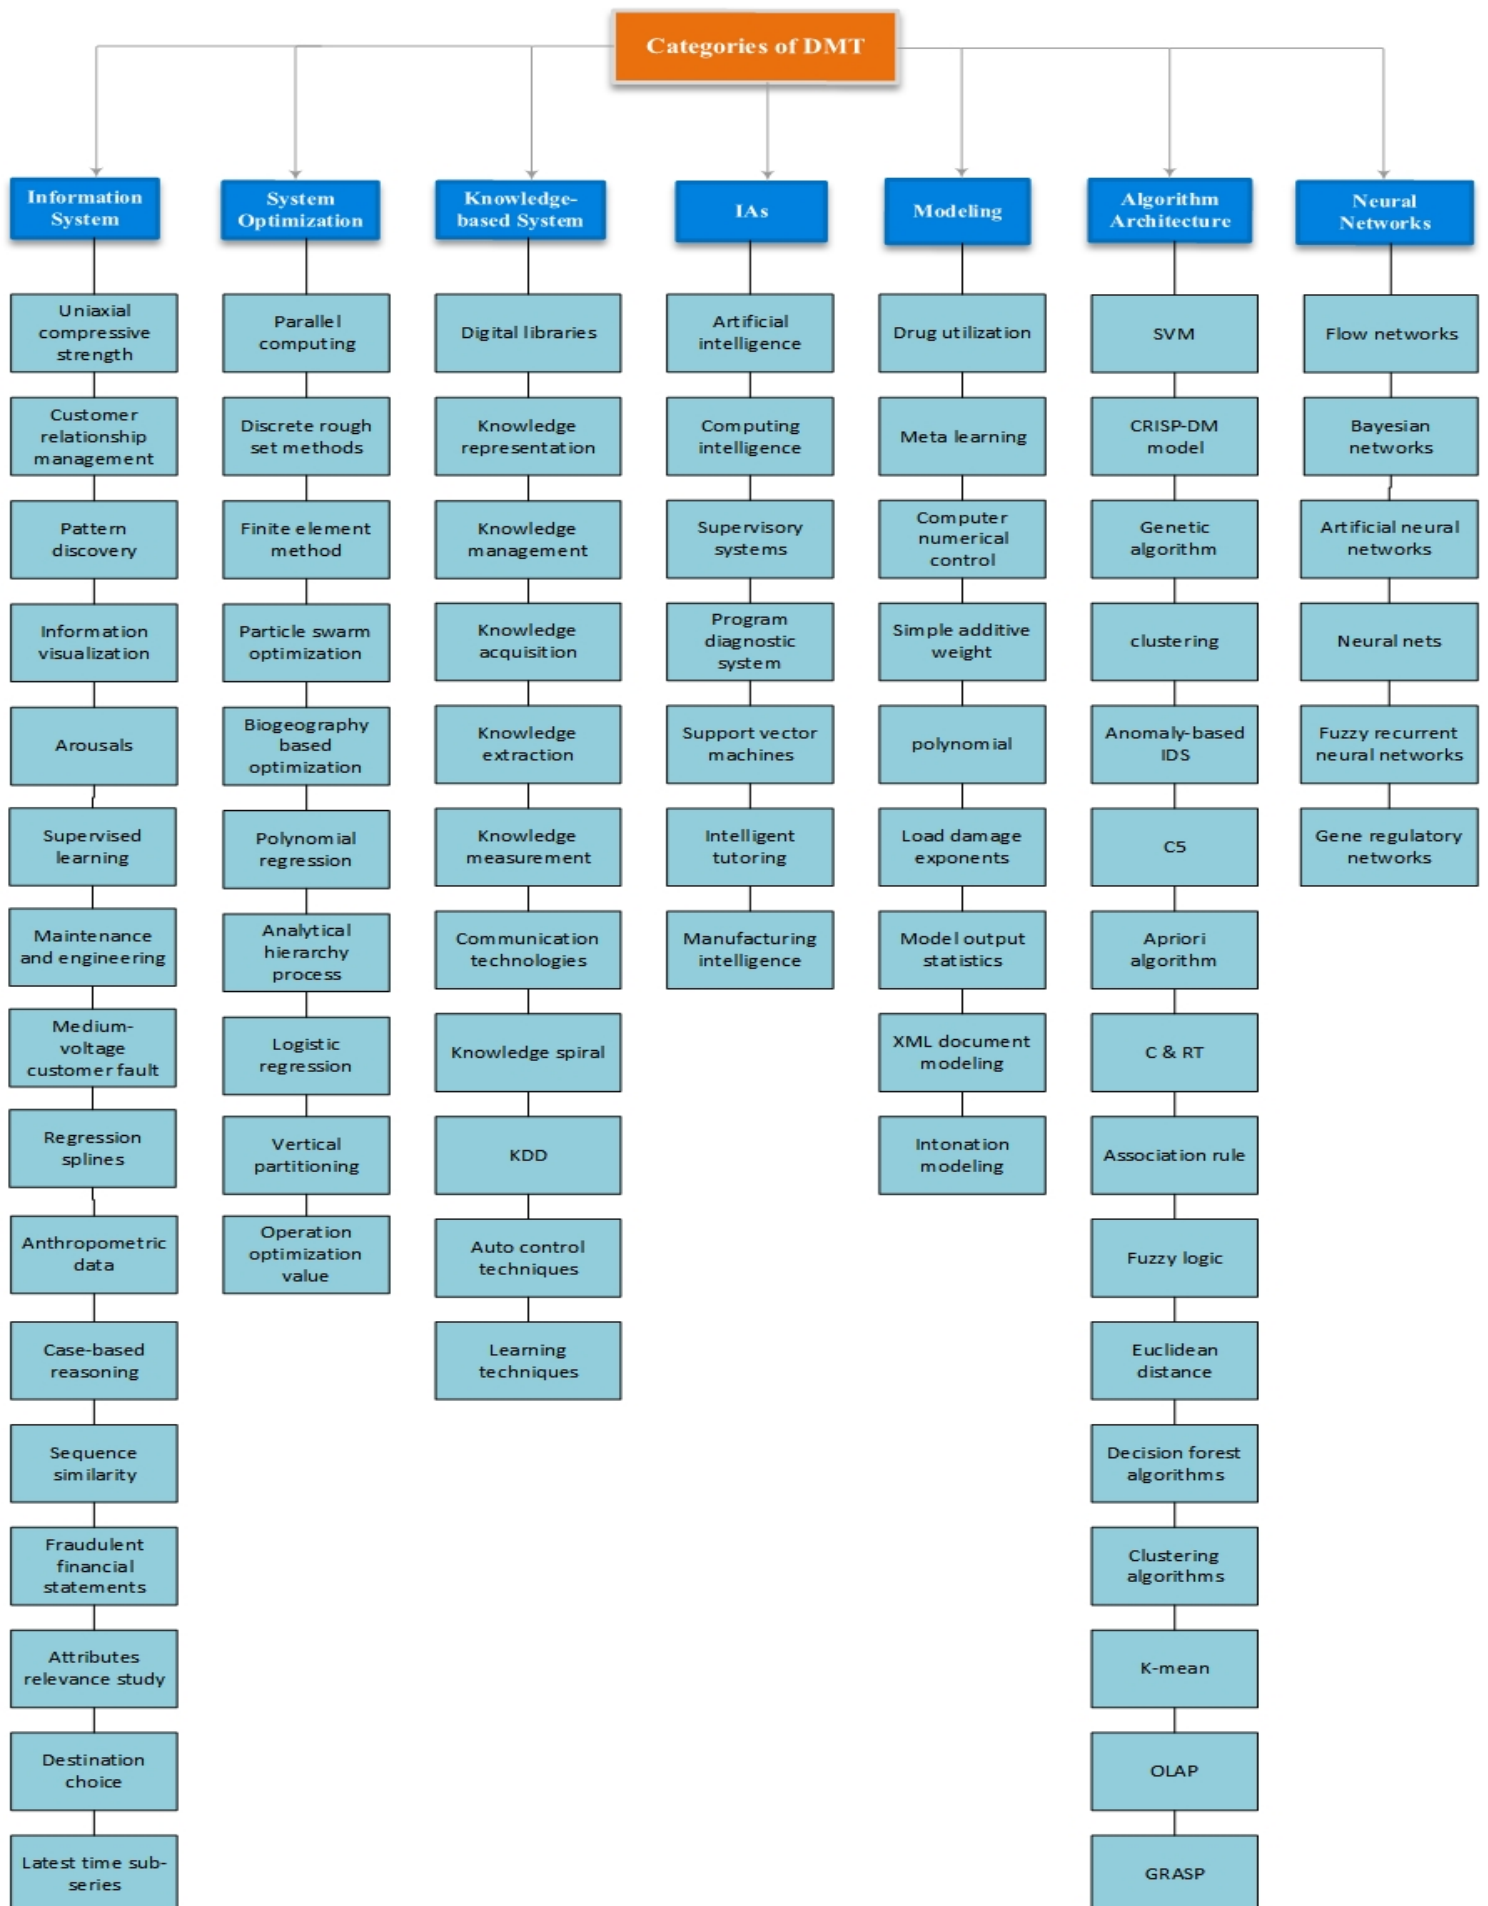 Categories of DMT
Information
System
Uniaxial
compressive
strength
Customer
relationship
management
Pattern
discovery
Information
visualization
Arousals
Supervised
learning
Maintenance
and engineering
Medium-
voltage
customer fault
Regression
splines
Anthropometric
data
Case-based
reasoning
Sequence
similarity
Fraudulent
financial
statements
Attributes
relevance study
Destination
choice
Latest time sub-
series
System
Optimization
Parallel
computing
Discrete rough
set methods
Finite element
method
Particle swarm
optimization
Biogeography
based
optimization
Polynomial
regression
Analytical
hierarchy
process
Logistic
regression
Vertical
partitioning
Operation
optimization
value
Knowledge-
based System
Digital libraries
Knowledge
representation
Knowledge
management
Knowledge
acquisition
Knowledge
extraction
Knowledge
measurement
Communication
technologies
Knowledge spiral
KDD
Auto control
techniques
Learning
techniques
IAs
Artificial
intelligence
Computing
intelligence
Supervisory
systems
Program
diagnostic
system
Support vector
machines
Intelligent
tutoring
Manufacturing
intelligence
Modeling
Drug utilization
Meta learning
Computer
numerical
control
Simple additive
weight
polynomial
Load damage
exponents
Model output
statistics
XML document
modeling
Intonation
modeling
Algorithm
Architecture
SVM
CRISP-DM
model
Genetic
algorithm
clustering
Anomaly-based
IDS
C5
Apriori
algorithm
C & RT
Association rule
Fuzzy logic
Euclidean
distance
Decision forest
algorithms
Clustering
algorithms
K-mean
OLAP
GRASP
Neural
Networks
Flow networks
Bayesian
networks
Artificial neural
networks
Neural nets
Fuzzy recurrent
neural networks
Gene regulatory
networks